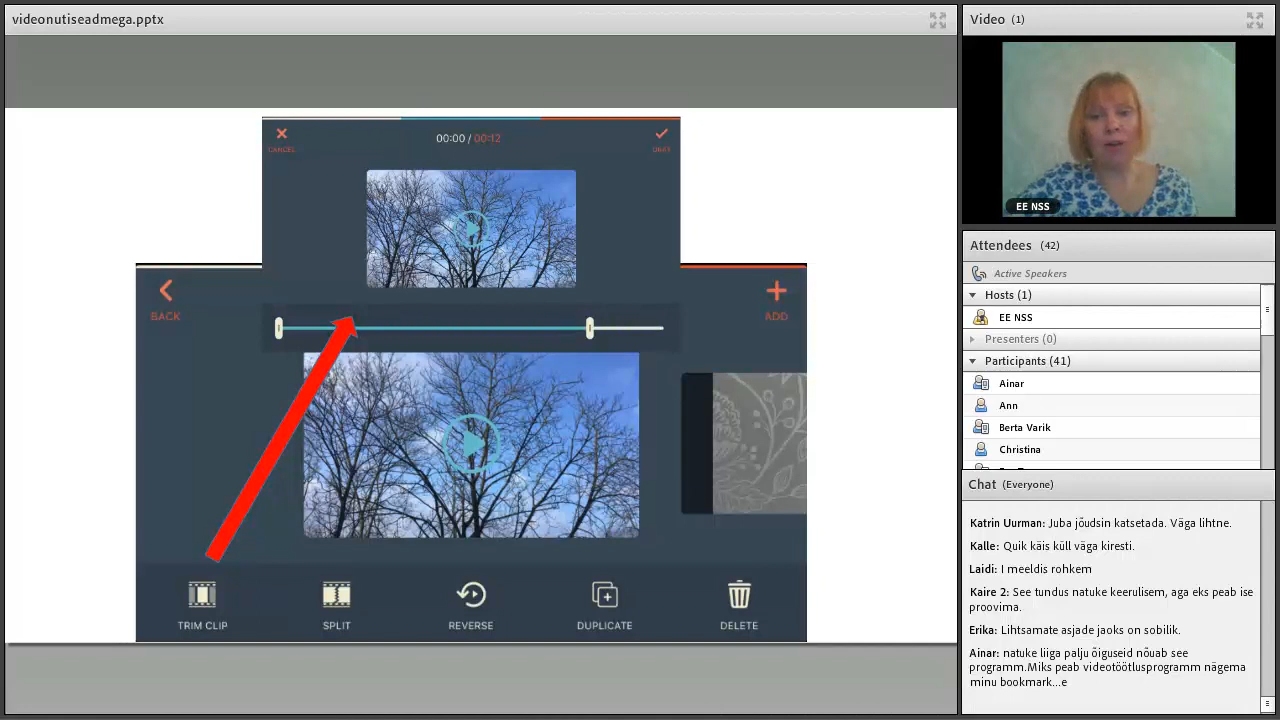 videonutiseadmega.pptx
CANCEL
00:00 / 00:12
BACK
ADD
TRIM CLIP
SPLIT
REVERSE
DUPLICATE
DELETE
Video (1)
EE NSS
Attendees (42)
Active Speakers
Hosts (1)
EE NSS
Presenters (0)
Participants (41)
Ainar
Ann
Berta Varik
Christina
Chat (Everyone)
Katrin Uurman: Juba jõudsin katsetada. Väga lihtne.
Kalle: Quik käis küll väga kiresti.
Laidi: I meeldis rohkem
Kaire 2: See tundus natuke keerulisem, aga eks peab ise
proovima.
Erika: Lihtsamate asjade jaoks on sobilik.
Ainar: natuke liiga palju õiguseid nõuab see
programm.Miks peab videotöötlusprogramm nägema
minu bookmark...e